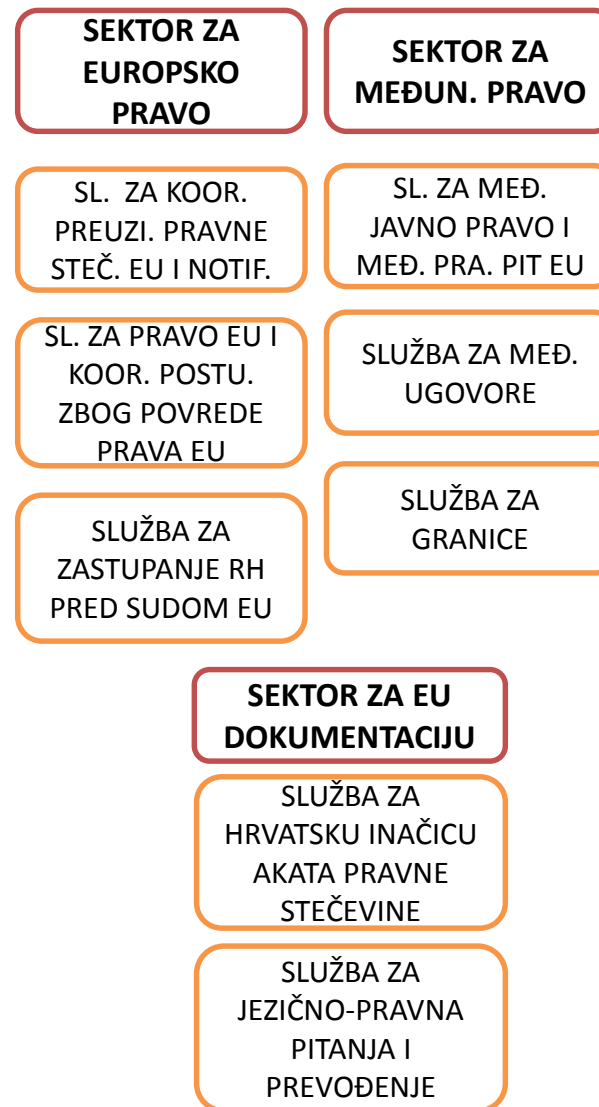 SEKTOR ZA
EUROPSKO
PRAVO
SL. ZA KOOR.
PREUZI. PRAVNE
STEČ. EU I NOTIF.
SL. ZA PRAVO EU I
KOOR. POSTU.
ZBOG POVREDE
PRAVA EU
SLUŽBA ZA
ZASTUPANJE RH
PRED SUDOM EU
SEKTOR ZA
MEĐUN. PRAVO
SL. ZA MEĐ.
JAVNO PRAVO I
MEĐ. PRA. PIT EU
SLUŽBA ZA MEĐ.
UGOVORE
SLUŽBA ZA
GRANICE
SEKTOR ZA EU
DOKUMENTACIJU
SLUŽBA ZA
HRVATSKU INAČICU
AKATA PRAVNE
STEČEVINE
SLUŽBA ZA
JEZIČNO-PRAVNA
PITANJA I
PREVOĐENJE